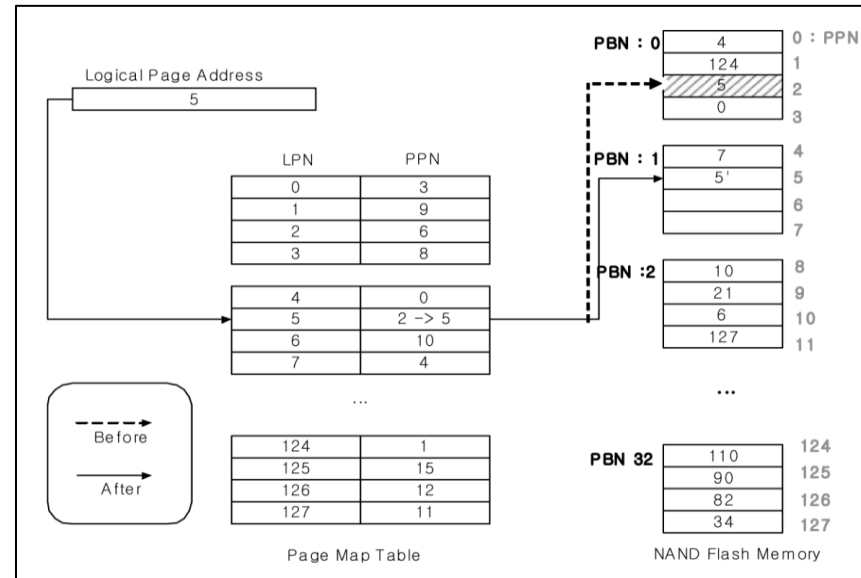 Logical Page Address
5
LPN PPN
0 3
1 9
2 6
3 8
4 0
5 2 -> 5
6 10
7 4
...
124 1
125 15
126 12
127 11
Page Map Table
Before
After
PBN : 0
4 0 : PPN
124 1
5 2
0 3
PBN : 1
7 4
5' 5
6
7
PBN :2
10 8
21 9
6 10
127 11
...
PBN 32
110 124
90 125
82 126
34 127
NAND Flash Memory